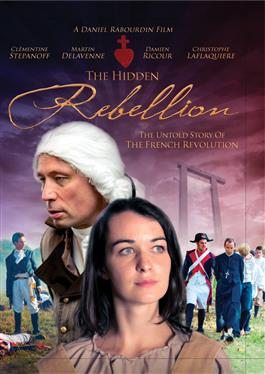 A DANIEL RABOURDIN FILM
CLÉMENTINE MARTIN DAMIEN CHRISTOPHE
STEPANOFF DELAVENNE RICOUR LAFLAQUIERE
THE HIDDEN
Rebellion
THE UNTOLD STORY OF
THE FRENCH REVOLUTION